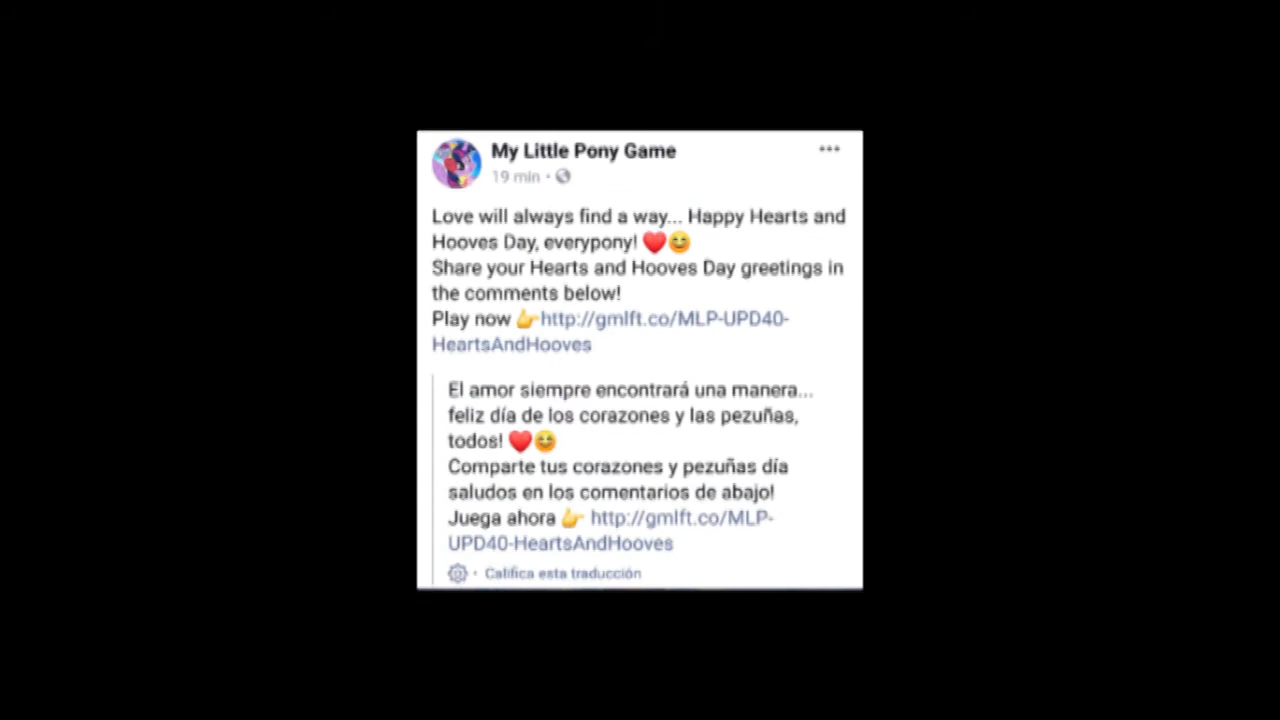 My Little Pony Game
19 min ·
Love will always find a way... Happy Hearts and
Hooves Day, everypony! ❤️😊
Share your Hearts and Hooves Day greetings in
the comments below!
Play now 👉http://gmlft.co/MLP-UPD40-
HeartsAndHooves
El amor siempre encontrará una manera...
feliz día de los corazones y las pezuñas,
todos! ❤️😊
Comparte tus corazones y pezuñas día
saludos en los comentarios de abajo!
Juega ahora 👉 http://gmlft.co/MLP-
UPD40-HeartsAndHooves
· Califica esta traducción